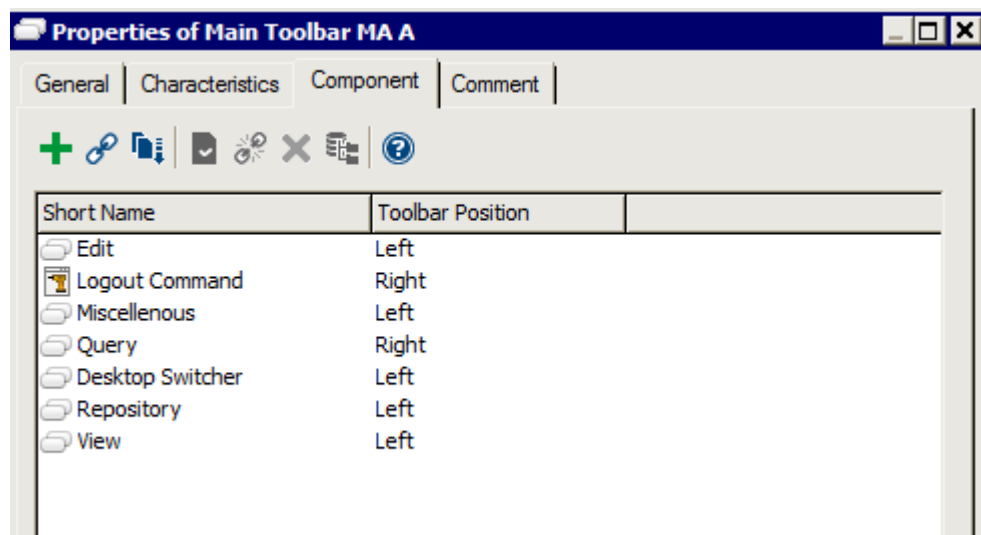 Properties of Main Toolbar MA A
General Characteristics Component Comment
Short Name Toolbar Position
Edit Left
Logout Command Right
Miscellenous Left
Query Right
Desktop Switcher Left
Repository Left
View Left